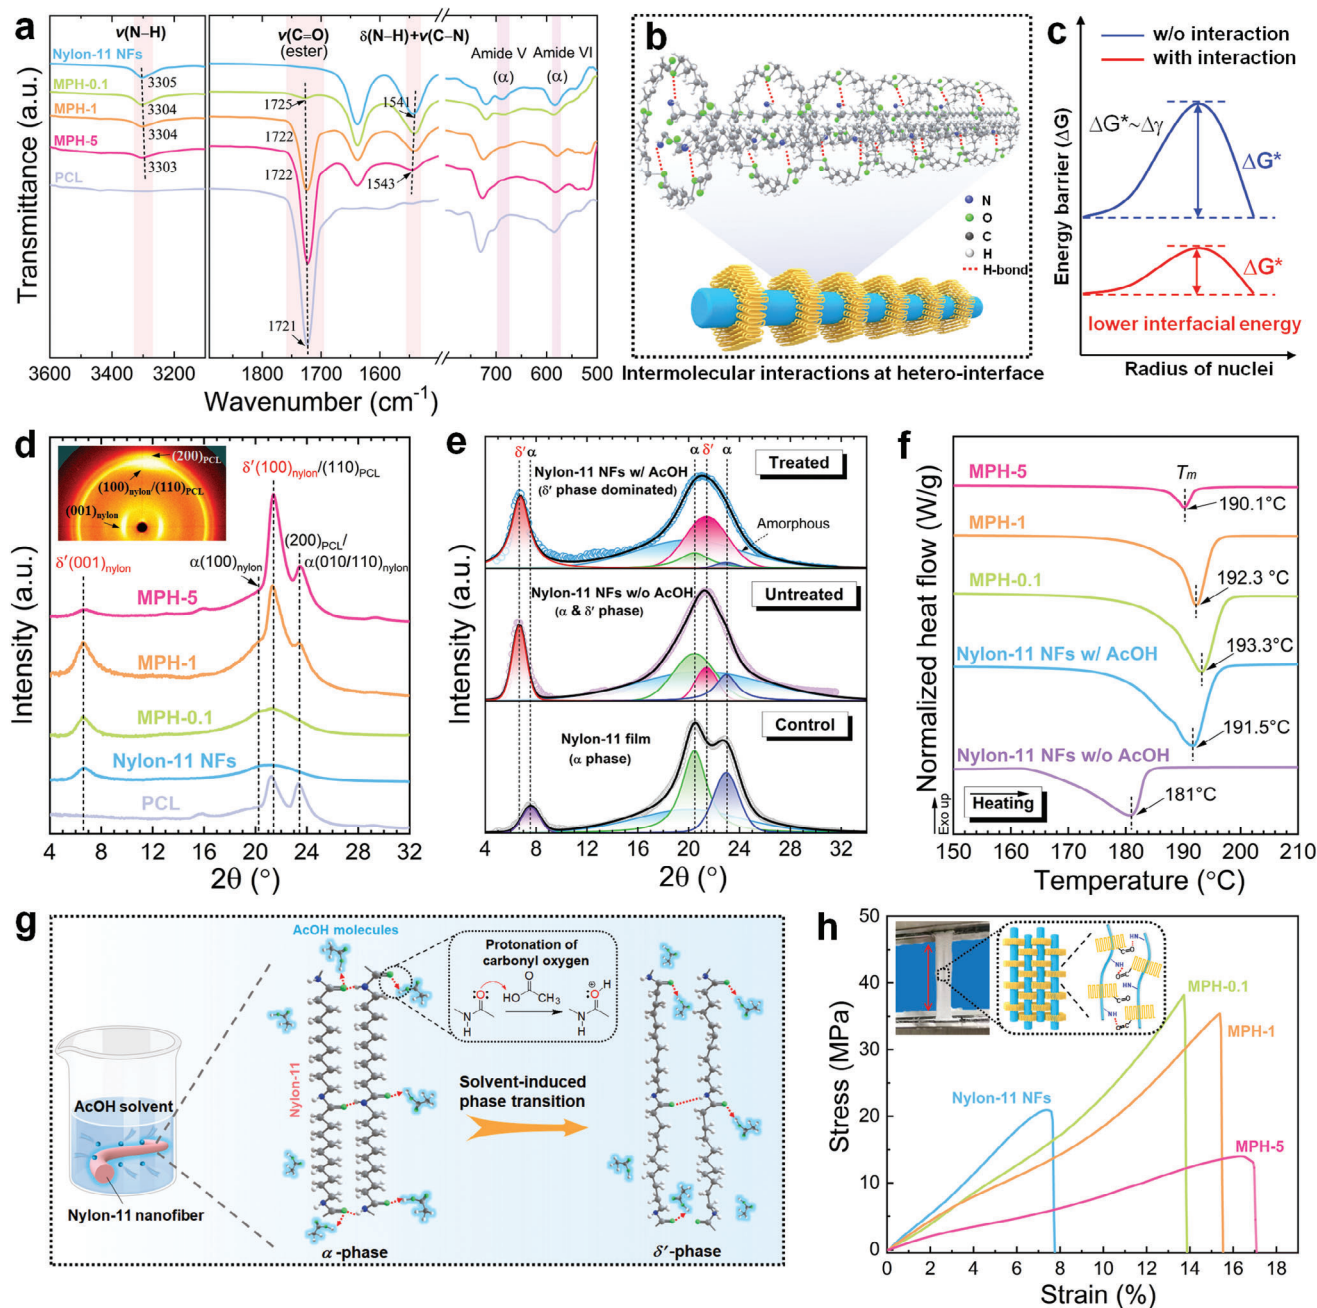 a
ν(N–H)
ν(C=O)
(ester)
δ(N–H)+ν(C–N)
Amide V
(α)
Amide VI
(α)
Nylon-11 NFs
MPH-0.1
MPH-1
MPH-5
PCL
3305
3304
3304
3303
1725
1722
1722
1721
1541
1543
Transmittance (a.u.)
3600
3300
1800
1600
700
600
500
Wavenumber (cm⁻¹)
b
N
O
C
H
H-bond
Intermolecular interactions at hetero-interface
c
w/o interaction
with interaction
ΔG*~Δγ
ΔG*
ΔG*
lower interfacial energy
Energy barrier (ΔG)
Radius of nuclei
d
(200)PCL
(100)nylon/(110)PCL
(001)nylon
δ′(100)nylon/(110)PCL
(200)PCL/
α(010/110)nylon
α(100)nylon
δ′(001)nylon
MPH-5
MPH-1
MPH-0.1
Nylon-11 NFs
PCL
Intensity (a.u.)
4
8
12
16
20
24
28
32
2θ (°)
e
δ′
α
α
δ′
α
Nylon-11 NFs w/ AcOH
(δ′ phase dominated)
Treated
Amorphous
Nylon-11 NFs w/o AcOH
(α & δ′ phase)
Untreated
Nylon-11 film
(α phase)
Control
Intensity (a.u.)
4
8
12
16
20
24
28
32
2θ (°)
f
Tm
MPH-5
190.1°C
MPH-1
192.3 °C
MPH-0.1
193.3°C
Nylon-11 NFs w/ AcOH
191.5°C
Nylon-11 NFs w/o AcOH
181°C
Heating
Exo up
Normalized heat flow (W/g)
150
160
170
180
190
200
210
Temperature (°C)
g
AcOH molecules
Protonation of
carbonyl oxygen
O
HO
O
N
H
O
H
⊕
N
H
Nylon-11
AcOH solvent
Nylon-11 nanofiber
Solvent-induced
phase transition
α-phase
δ′-phase
h
MPH-0.1
MPH-1
Nylon-11 NFs
MPH-5
Stress (MPa)
50
40
30
20
10
0
0
2
4
6
8
10
12
14
16
18
Strain (%)